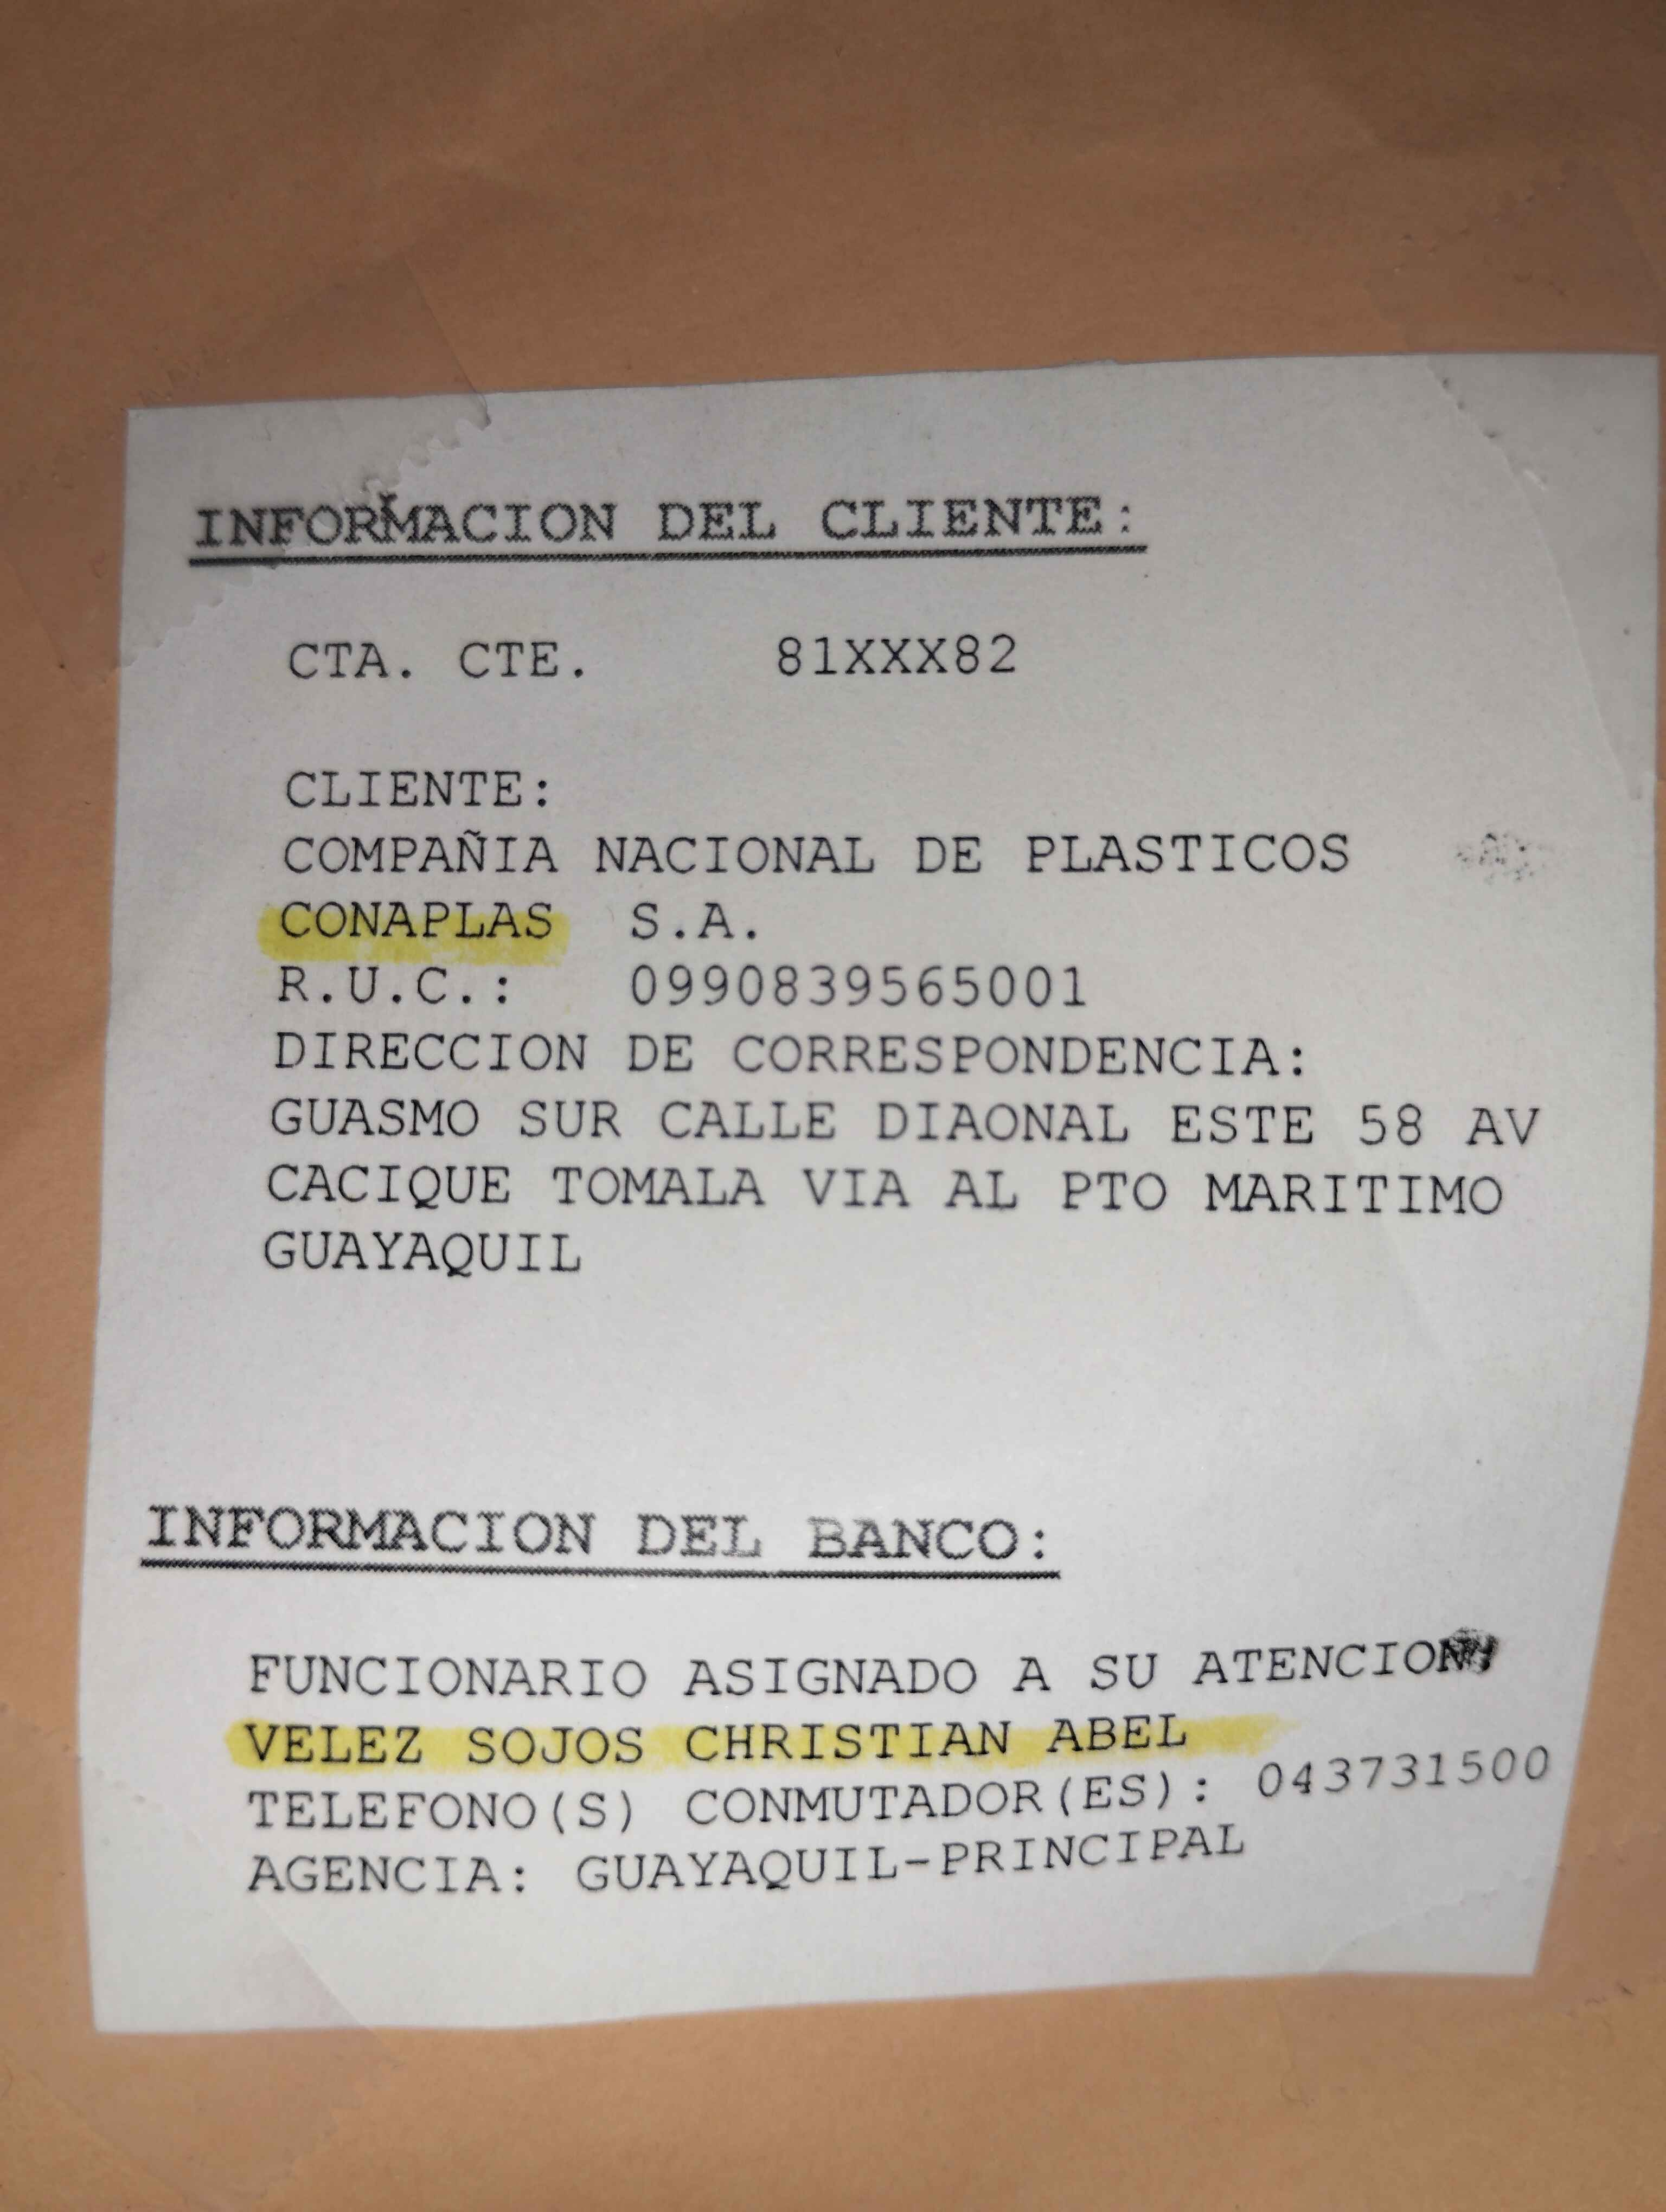 INFORMACION DEL CLIENTE:
CTA. CTE. 81XXX82
CLIENTE:
COMPAÑIA NACIONAL DE PLASTICOS
CONAPLAS S.A.
R.U.C.: 0990839565001
DIRECCION DE CORRESPONDENCIA:
GUASMO SUR CALLE DIAONAL ESTE 58 AV
CACIQUE TOMALA VIA AL PTO MARITIMO
GUAYAQUIL
INFORMACION DEL BANCO:
FUNCIONARIO ASIGNADO A SU ATENCION
VELEZ SOJOS CHRISTIAN ABEL
TELEFONO(S) CONMUTADOR(ES): 043731500
AGENCIA: GUAYAQUIL-PRINCIPAL